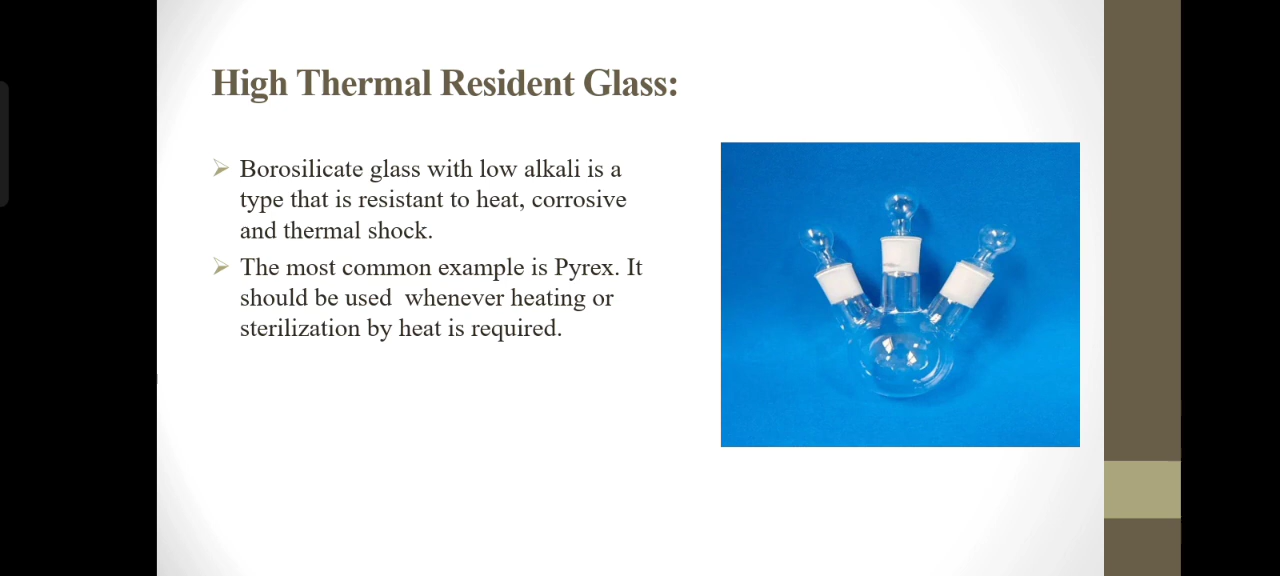 High Thermal Resident Glass:
Borosilicate glass with low alkali is a
type that is resistant to heat, corrosive
and thermal shock.
The most common example is Pyrex. It
should be used  whenever heating or
sterilization by heat is required.